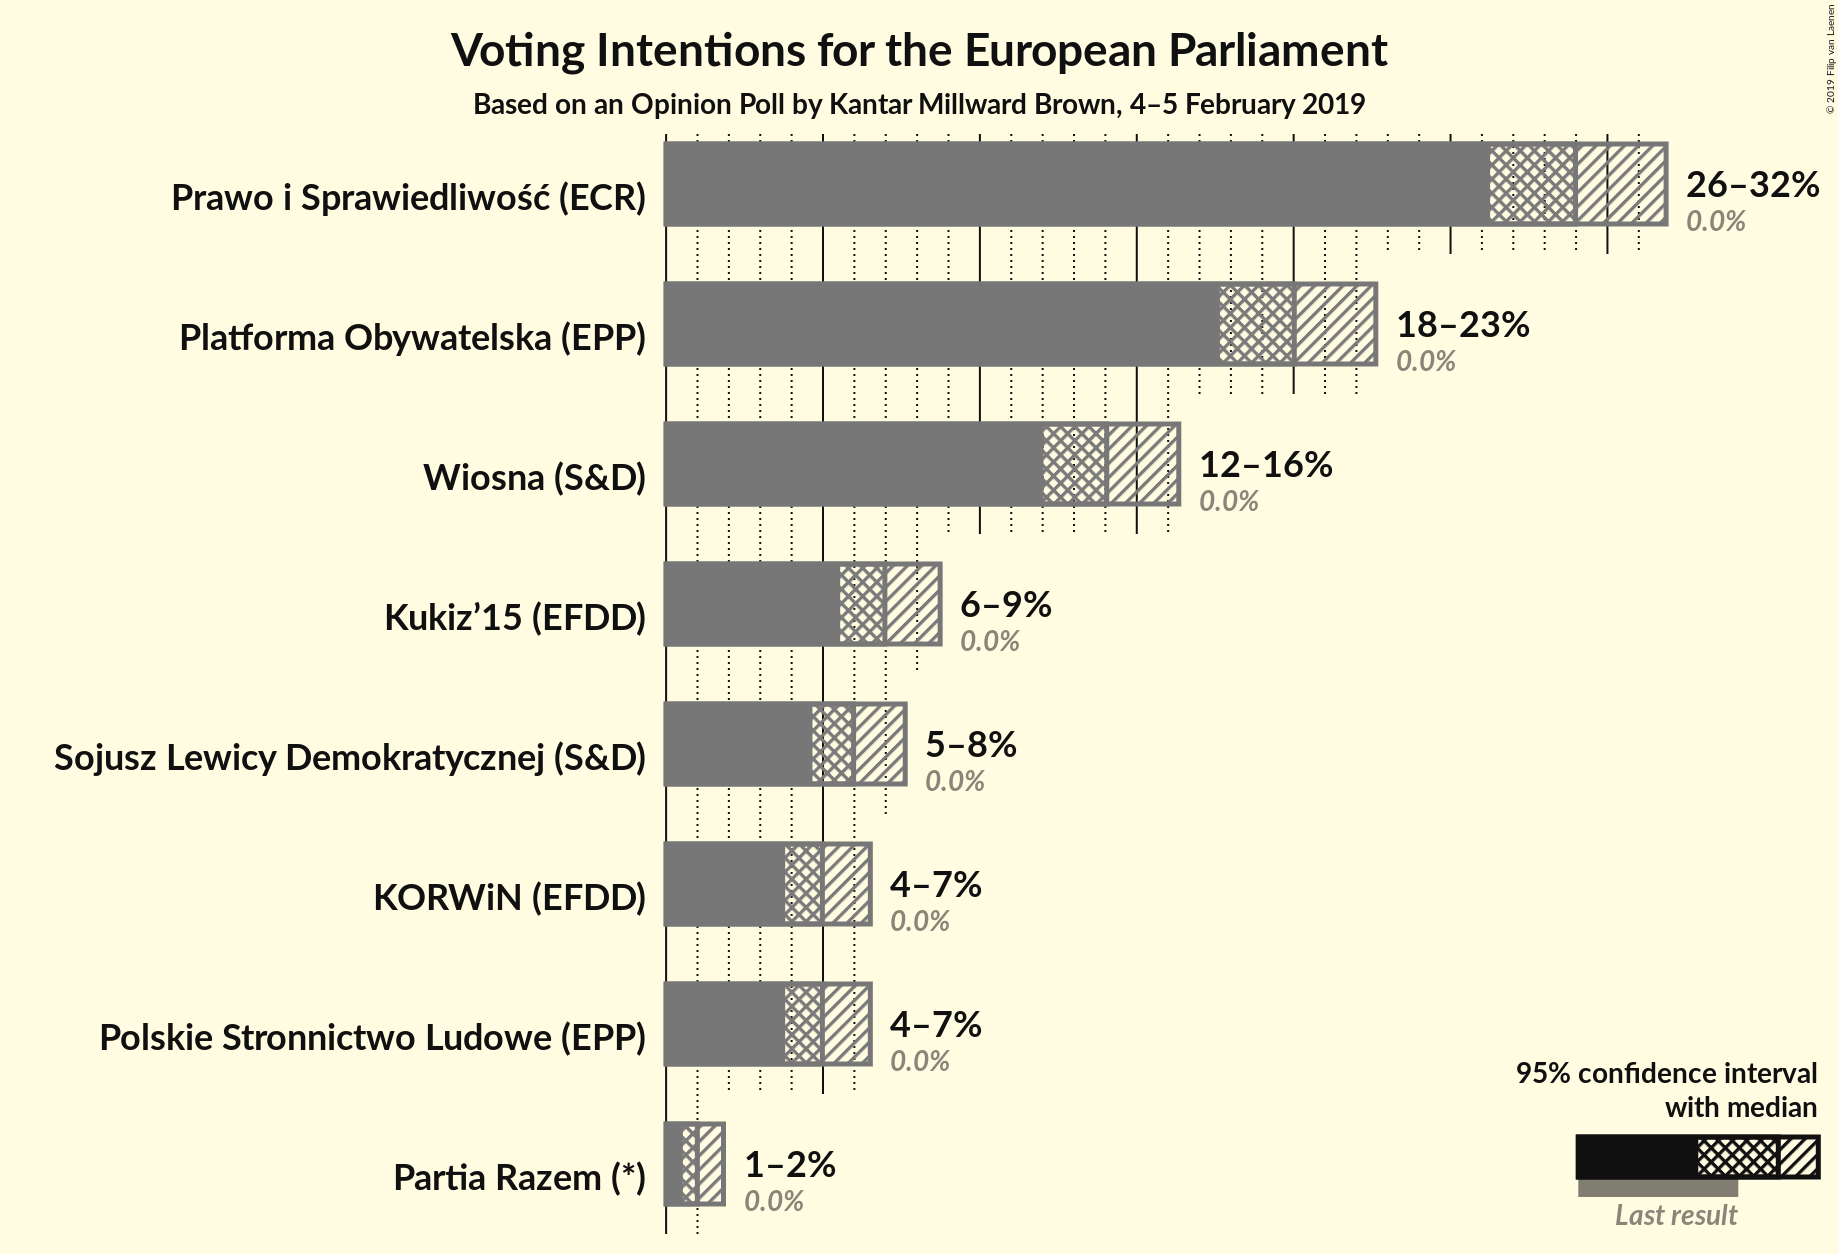 Voting Intentions for the European Parliament
Based on an Opinion Poll by Kantar Millward Brown, 4–5 February 2019
© 2019 Filip van Laenen
Prawo i Sprawiedliwość (ECR)
26–32%
0.0%
Platforma Obywatelska (EPP)
18–23%
0.0%
Wiosna (S&D)
12–16%
0.0%
Kukiz’15 (EFDD)
6–9%
0.0%
Sojusz Lewicy Demokratycznej (S&D)
5–8%
0.0%
KORWiN (EFDD)
4–7%
0.0%
Polskie Stronnictwo Ludowe (EPP)
4–7%
0.0%
Partia Razem (*)
1–2%
0.0%
95% confidence interval
with median
Last result